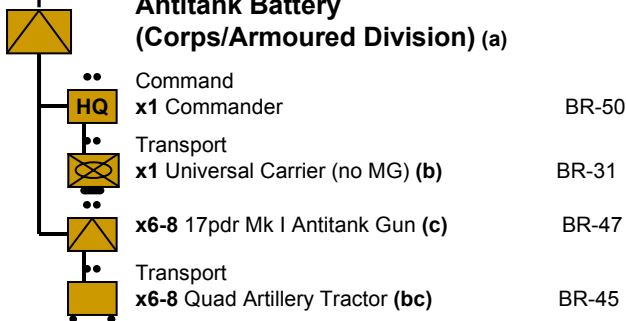 Antitank Battery
(Corps/Armoured Division) (a)
Command
HQ x1 Commander BR-50
Transport
x1 Universal Carrier (no MG) (b) BR-31
x6-8 17pdr Mk I Antitank Gun (c) BR-47
Transport
x6-8 Quad Artillery Tractor (bc) BR-45